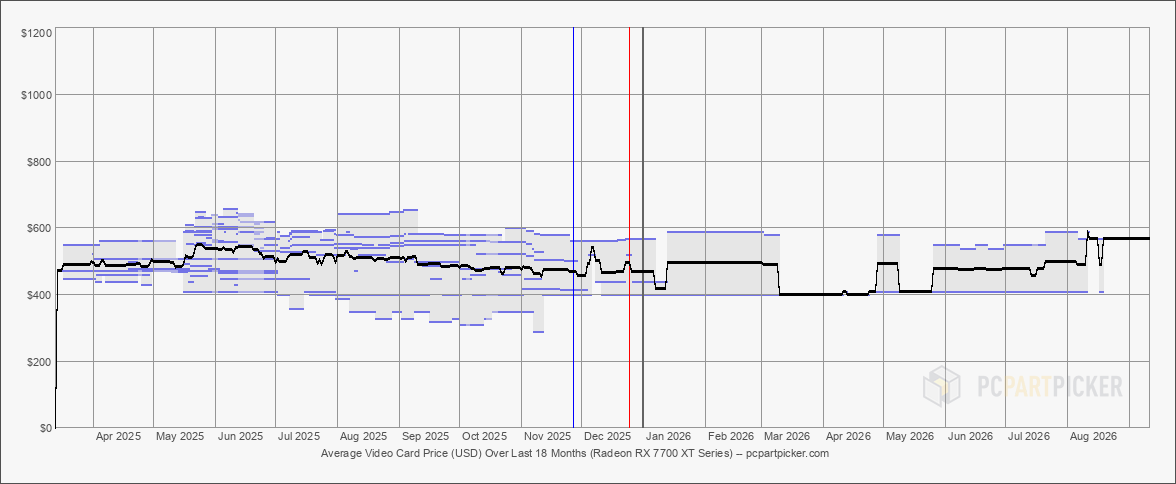 $1200
$1000
$800
$600
$400
$200
$0
Apr 2025 May 2025 Jun 2025 Jul 2025 Aug 2025 Sep 2025 Oct 2025 Nov 2025 Dec 2025 Jan 2026 Feb 2026 Mar 2026 Apr 2026 May 2026 Jun 2026 Jul 2026 Aug 2026
Average Video Card Price (USD) Over Last 18 Months (Radeon RX 7700 XT Series) -- pcpartpicker.com
PCPARTPICKER